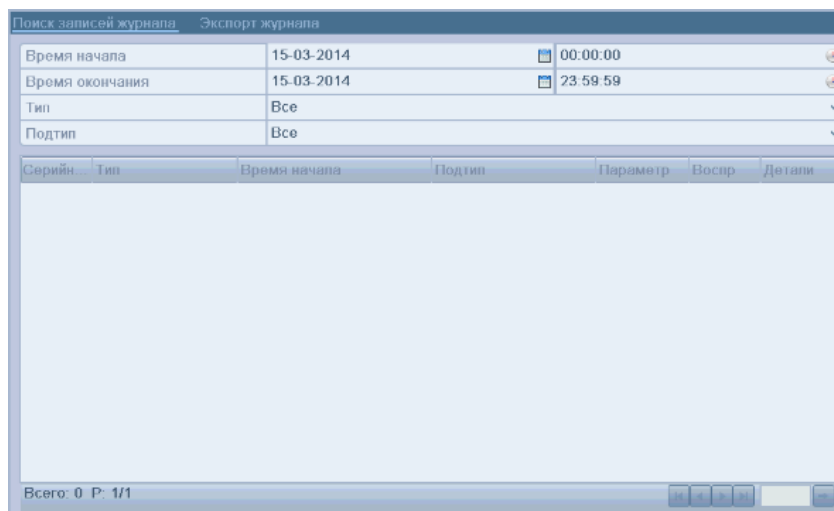 Поиск записей журнала Экспорт журнала
Время начала 15-03-2014 00:00:00
Время окончания 15-03-2014 23:59:59
Тип Все
Подтип Все
Серийн... Тип Время начала Подтип Параметр Воспр Детали
Всего: 0 P: 1/1